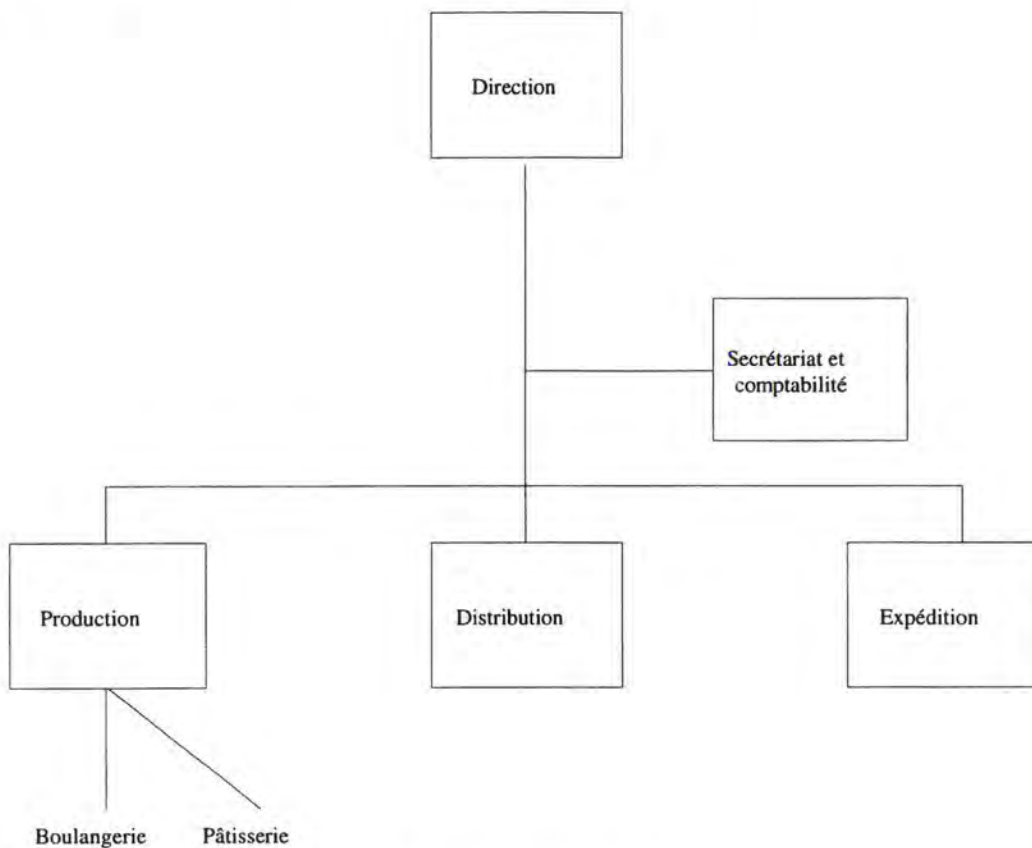 Direction
Secrétariat et
comptabilité
Production
Distribution
Expédition
Boulangerie
Pâtisserie